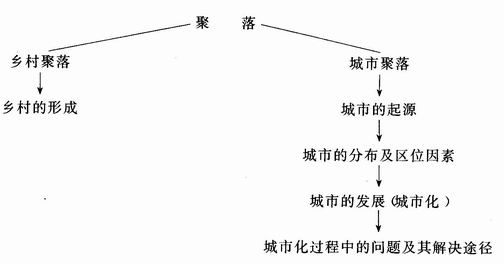 聚 落
乡村聚落
乡村的形成
城市聚落
城市的起源
城市的分布及区位因素
城市的发展(城市化)
城市化过程中的问题及其解决途径